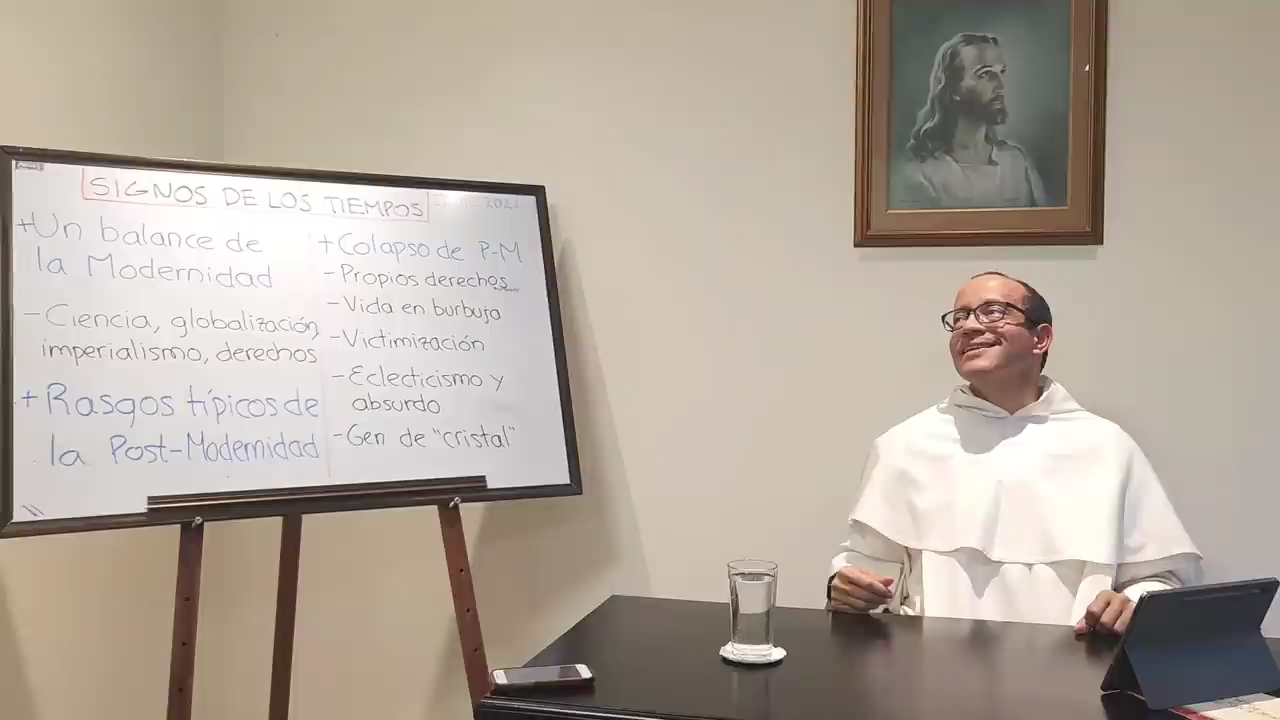 SIGNOS DE LOS TIEMPOS
+Un balance de
la Modernidad
-Ciencia, globalización,
imperialismo, derechos
+Rasgos típicos de
la Post-Modernidad
+Colapso de P-M
-Propios derechos
-Vida en burbuja
-Victimización
-Eclecticismo y
absurdo
-Gen de "cristal"